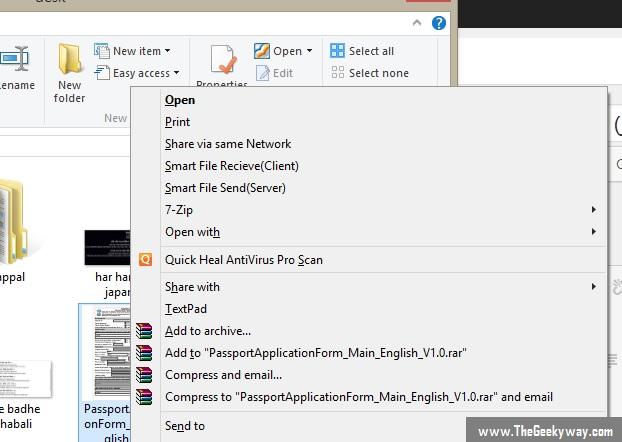 New item
Open
Select all
ename
New
folder
Easy access
Properties
Edit
Select none
New
Open
Print
Share via same Network
Smart File Recieve(Client)
Smart File Send(Server)
7-Zip
Open with
Quick Heal AntiVirus Pro Scan
Share with
TextPad
Add to archive...
Add to "PassportApplicationForm_Main_English_V1.0.rar"
Compress and email...
Compress to "PassportApplicationForm_Main_English_V1.0.rar" and email
Send to
appal
har har
japa
e badhe
habali
Passport
onForm_
glish
www.TheGeekyway.com